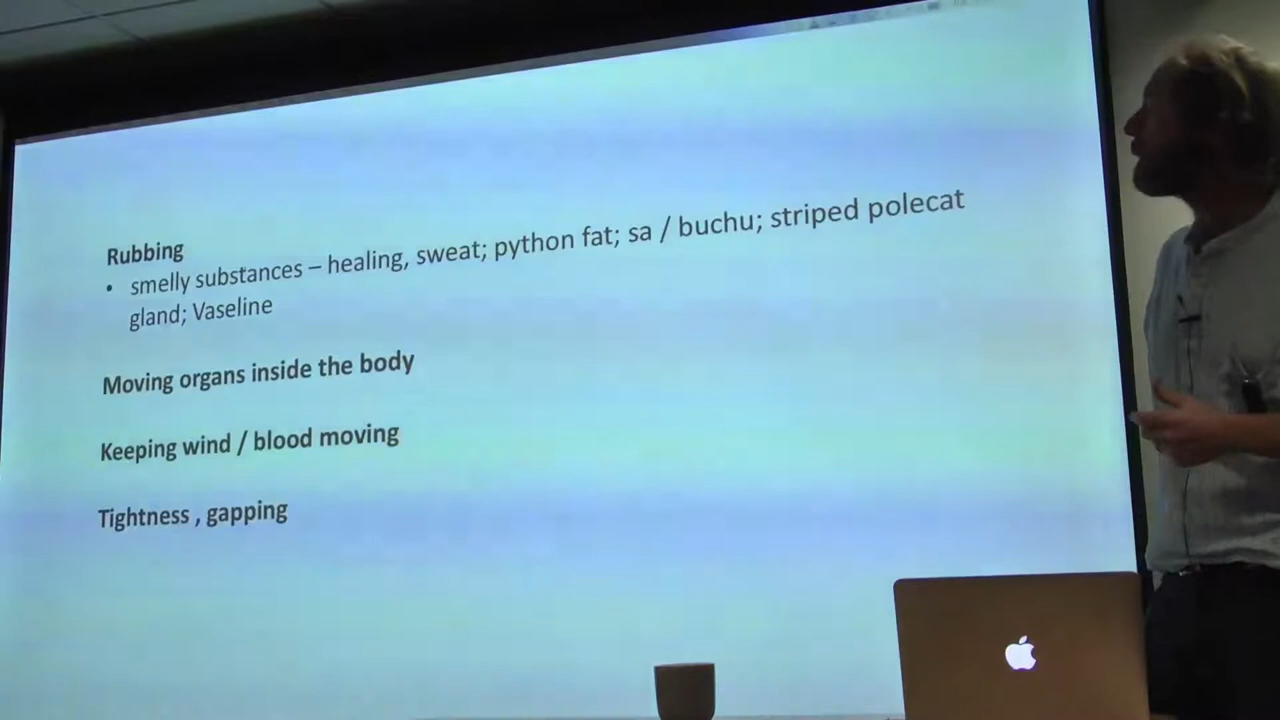 Rubbing
• smelly substances – healing, sweat; python fat; sa / buchu; striped polecat
gland; Vaseline
Moving organs inside the body
Keeping wind / blood moving
Tightness , gapping